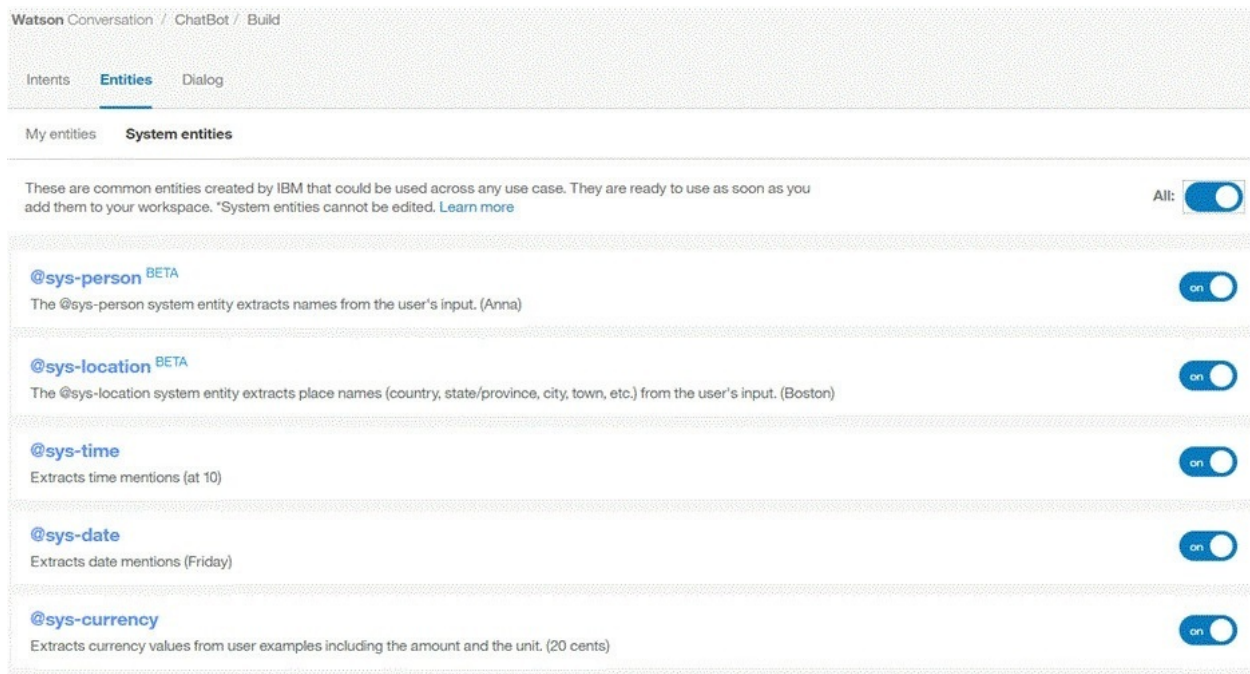 Watson Conversation / ChatBot / Build
Intents Entities Dialog
My entities System entities
These are common entities created by IBM that could be used across any use case. They are ready to use as soon as you
add them to your workspace. *System entities cannot be edited. Learn more
All:
@sys-person BETA
on
The @sys-person system entity extracts names from the user's input. (Anna)
@sys-location BETA
on
The @sys-location system entity extracts place names (country, state/province, city, town, etc.) from the user's input. (Boston)
@sys-time
on
Extracts time mentions (at 10)
@sys-date
on
Extracts date mentions (Friday)
@sys-currency
on
Extracts currency values from user examples including the amount and the unit. (20 cents)